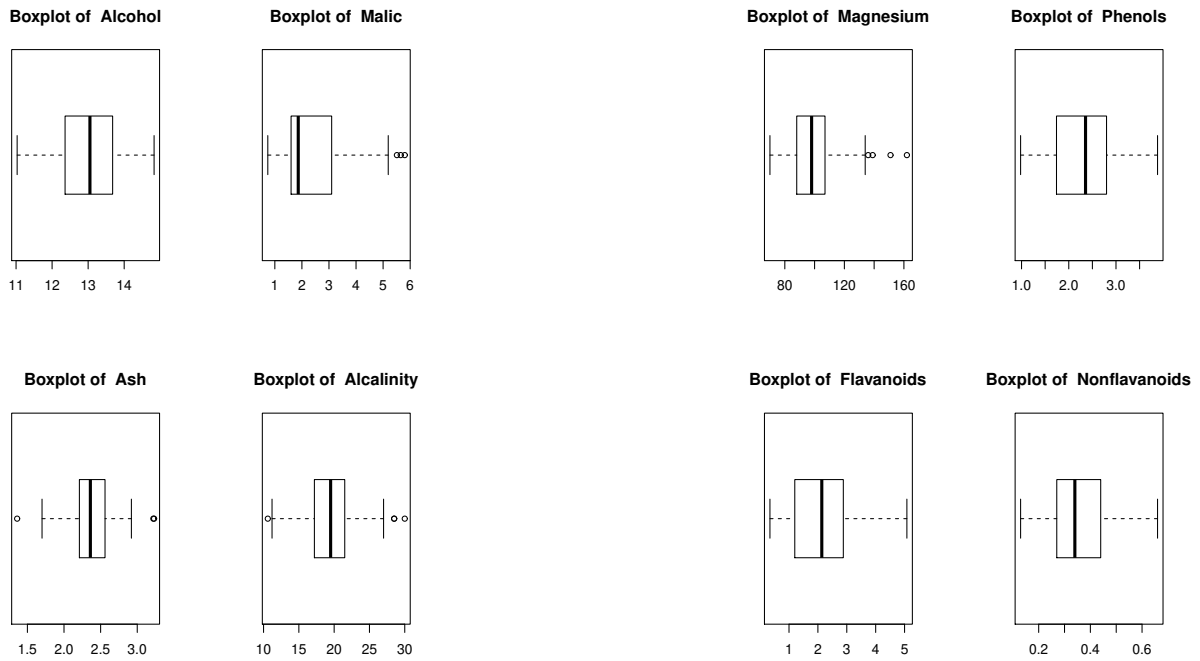 Boxplot of  Alcohol
11 12 13 14
Boxplot of  Malic
1 2 3 4 5 6
Boxplot of  Magnesium
80 120 160
Boxplot of  Phenols
1.0 2.0 3.0
Boxplot of  Ash
1.5 2.0 2.5 3.0
Boxplot of  Alcalinity
10 15 20 25 30
Boxplot of  Flavanoids
1 2 3 4 5
Boxplot of  Nonflavanoids
0.2 0.4 0.6